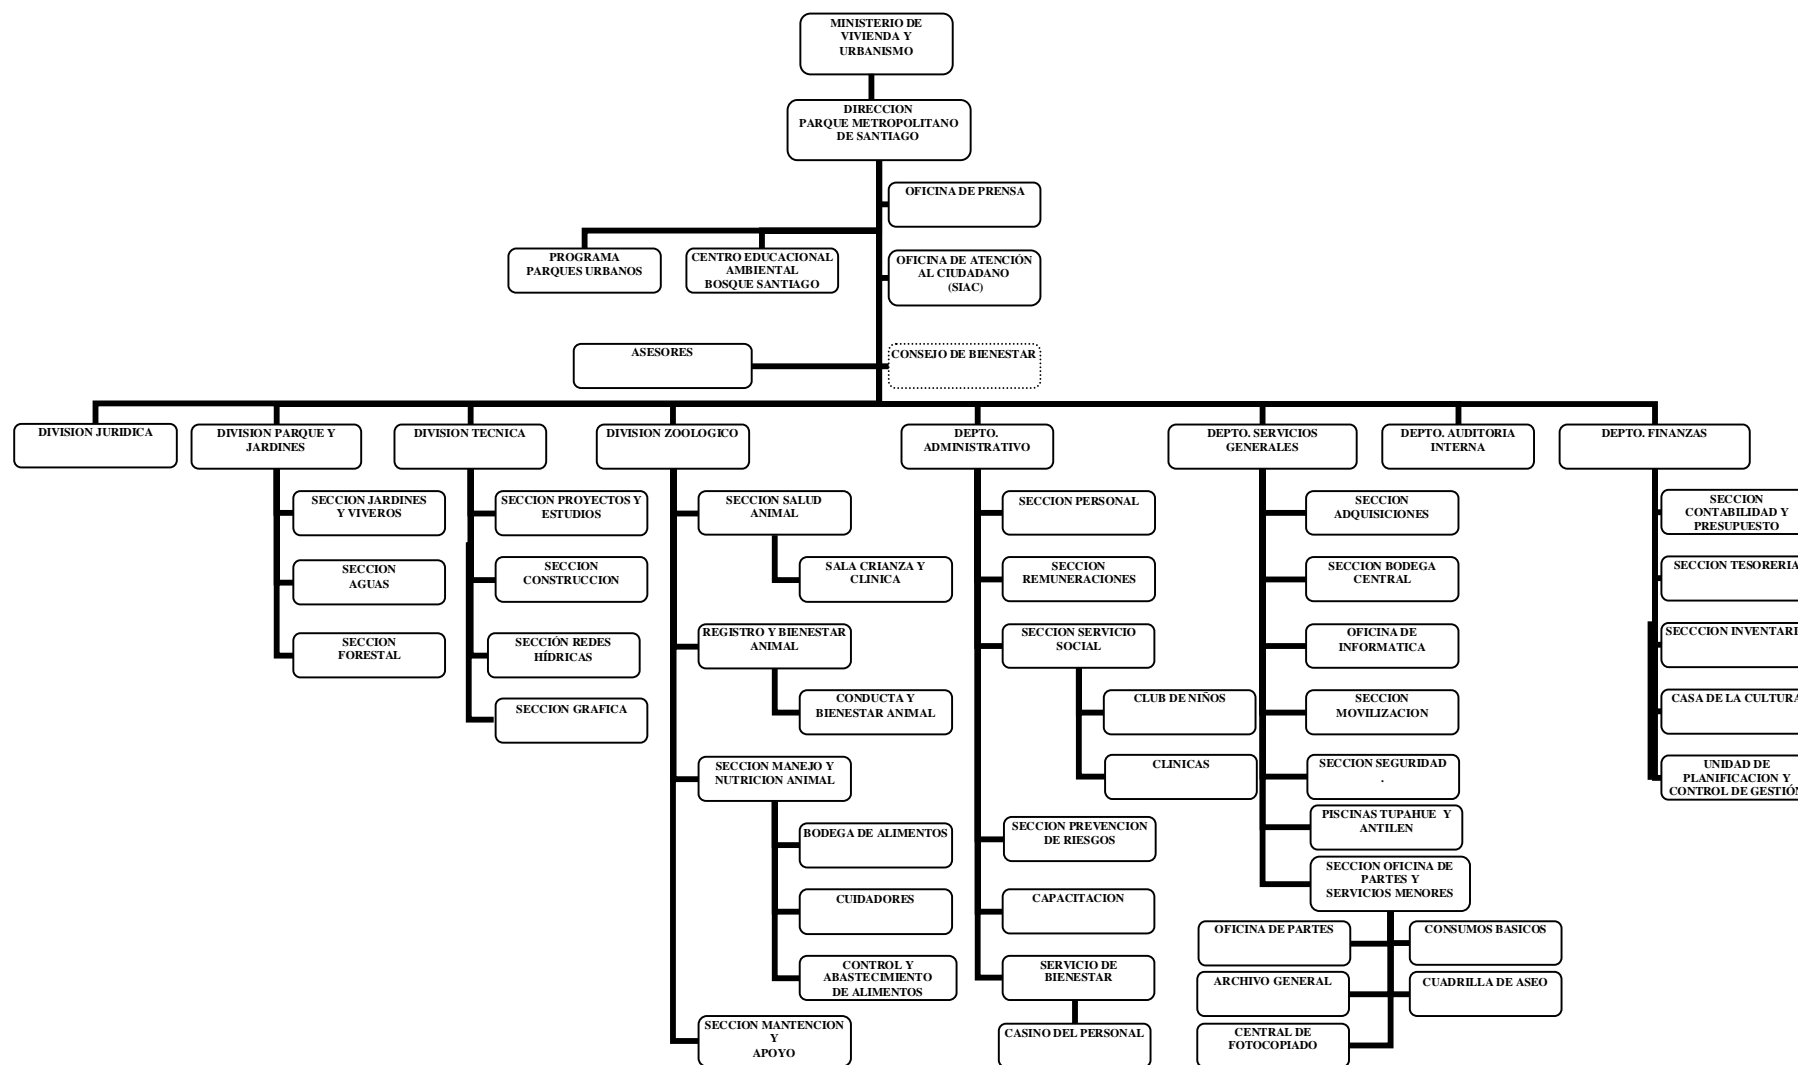 MINISTERIO DE
VIVIENDA Y
URBANISMO
DIRECCION
PARQUE METROPOLITANO
DE SANTIAGO
OFICINA DE PRENSA
PROGRAMA
PARQUES URBANOS
CENTRO EDUCACIONAL
AMBIENTAL
BOSQUE SANTIAGO
OFICINA DE ATENCIÓN
AL CIUDADANO
(SIAC)
ASESORES
CONSEJO DE BIENESTAR
DIVISION JURIDICA
DIVISION PARQUE Y
JARDINES
DIVISION TECNICA
DIVISION ZOOLOGICO
DEPTO.
ADMINISTRATIVO
DEPTO. SERVICIOS
GENERALES
DEPTO. AUDITORIA
INTERNA
DEPTO. FINANZAS
SECCION JARDINES
Y VIVEROS
SECCION
AGUAS
SECCION
FORESTAL
SECCION PROYECTOS Y
ESTUDIOS
SECCION
CONSTRUCCION
SECCIÓN REDES
HÍDRICAS
SECCION GRAFICA
SECCION SALUD
ANIMAL
SALA CRIANZA Y
CLINICA
REGISTRO Y BIENESTAR
ANIMAL
CONDUCTA Y
BIENESTAR ANIMAL
SECCION MANEJO Y
NUTRICION ANIMAL
BODEGA DE ALIMENTOS
CUIDADORES
CONTROL Y
ABASTECIMIENTO
DE ALIMENTOS
SECCION MANTENCION
Y
APOYO
SECCION PERSONAL
SECCION
REMUNERACIONES
SECCION SERVICIO
SOCIAL
CLUB DE NIÑOS
CLINICAS
SECCION PREVENCION
DE RIESGOS
CAPACITACION
SERVICIO DE
BIENESTAR
CASINO DEL PERSONAL
SECCION
ADQUISICIONES
SECCION BODEGA
CENTRAL
OFICINA DE
INFORMATICA
SECCION
MOVILIZACION
SECCION SEGURIDAD
.
PISCINAS TUPAHUE Y
ANTILEN
SECCION OFICINA DE
PARTES Y
SERVICIOS MENORES
OFICINA DE PARTES
CONSUMOS BASICOS
ARCHIVO GENERAL
CUADRILLA DE ASEO
CENTRAL DE
FOTOCOPIADO
SECCION
CONTABILIDAD Y
PRESUPUESTO
SECCION TESORERIA
SECCCION
CASA DE LA CULTURA
UNIDAD DE
PLANIFICACION Y
CONTROL DE GESTIÓN